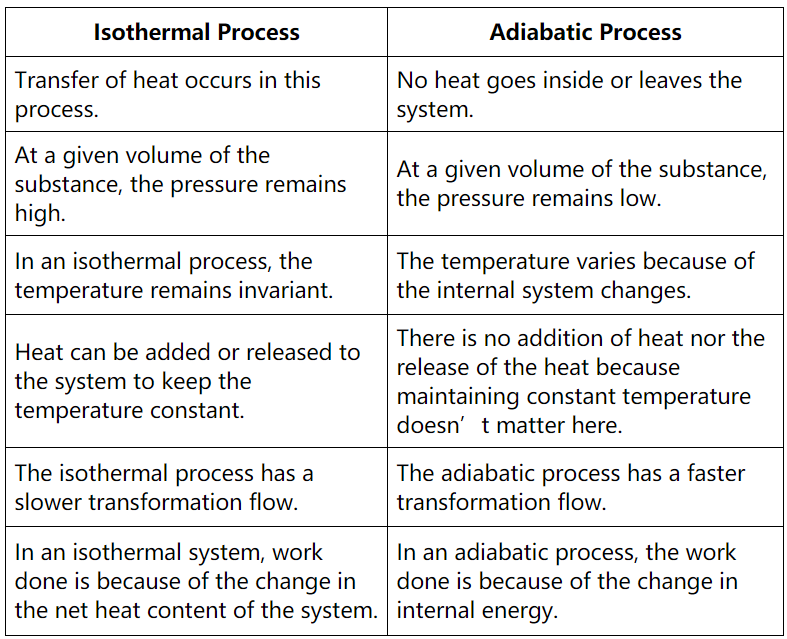 Isothermal Process
Adiabatic Process
Transfer of heat occurs in this
process.
No heat goes inside or leaves the
system.
At a given volume of the
substance, the pressure remains
high.
At a given volume of the substance,
the pressure remains low.
In an isothermal process, the
temperature remains invariant.
The temperature varies because of
the internal system changes.
Heat can be added or released to
the system to keep the
temperature constant.
There is no addition of heat nor the
release of the heat because
maintaining constant temperature
doesn’t matter here.
The isothermal process has a
slower transformation flow.
The adiabatic process has a faster
transformation flow.
In an isothermal system, work
done is because of the change in
the net heat content of the system.
In an adiabatic process, the work
done is because of the change in
internal energy.